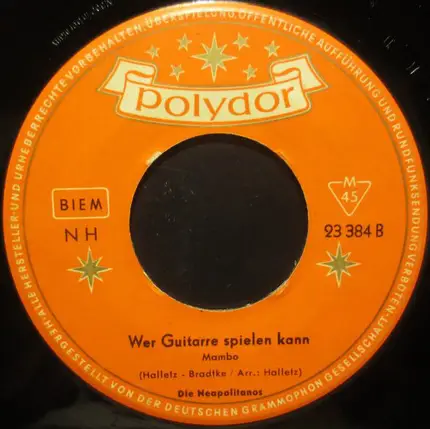 ALLE HERSTELLER- UND URHEBERRECHTE VORBEHALTEN. ÜBERSPIELUNG, ÖFFENTLICHE AUFFÜHRUNG UND RUNDFUNKSENDUNG VERBOTEN
polydor
BIEM
NH
M
45
23 384 B
Wer Guitarre spielen kann
Mambo
(Halletz - Bradtke / Arr.: Halletz)
Die Neapolitanos
HERGESTELLT VON DER DEUTSCHEN GRAMMOPHON GESELLSCHAFT